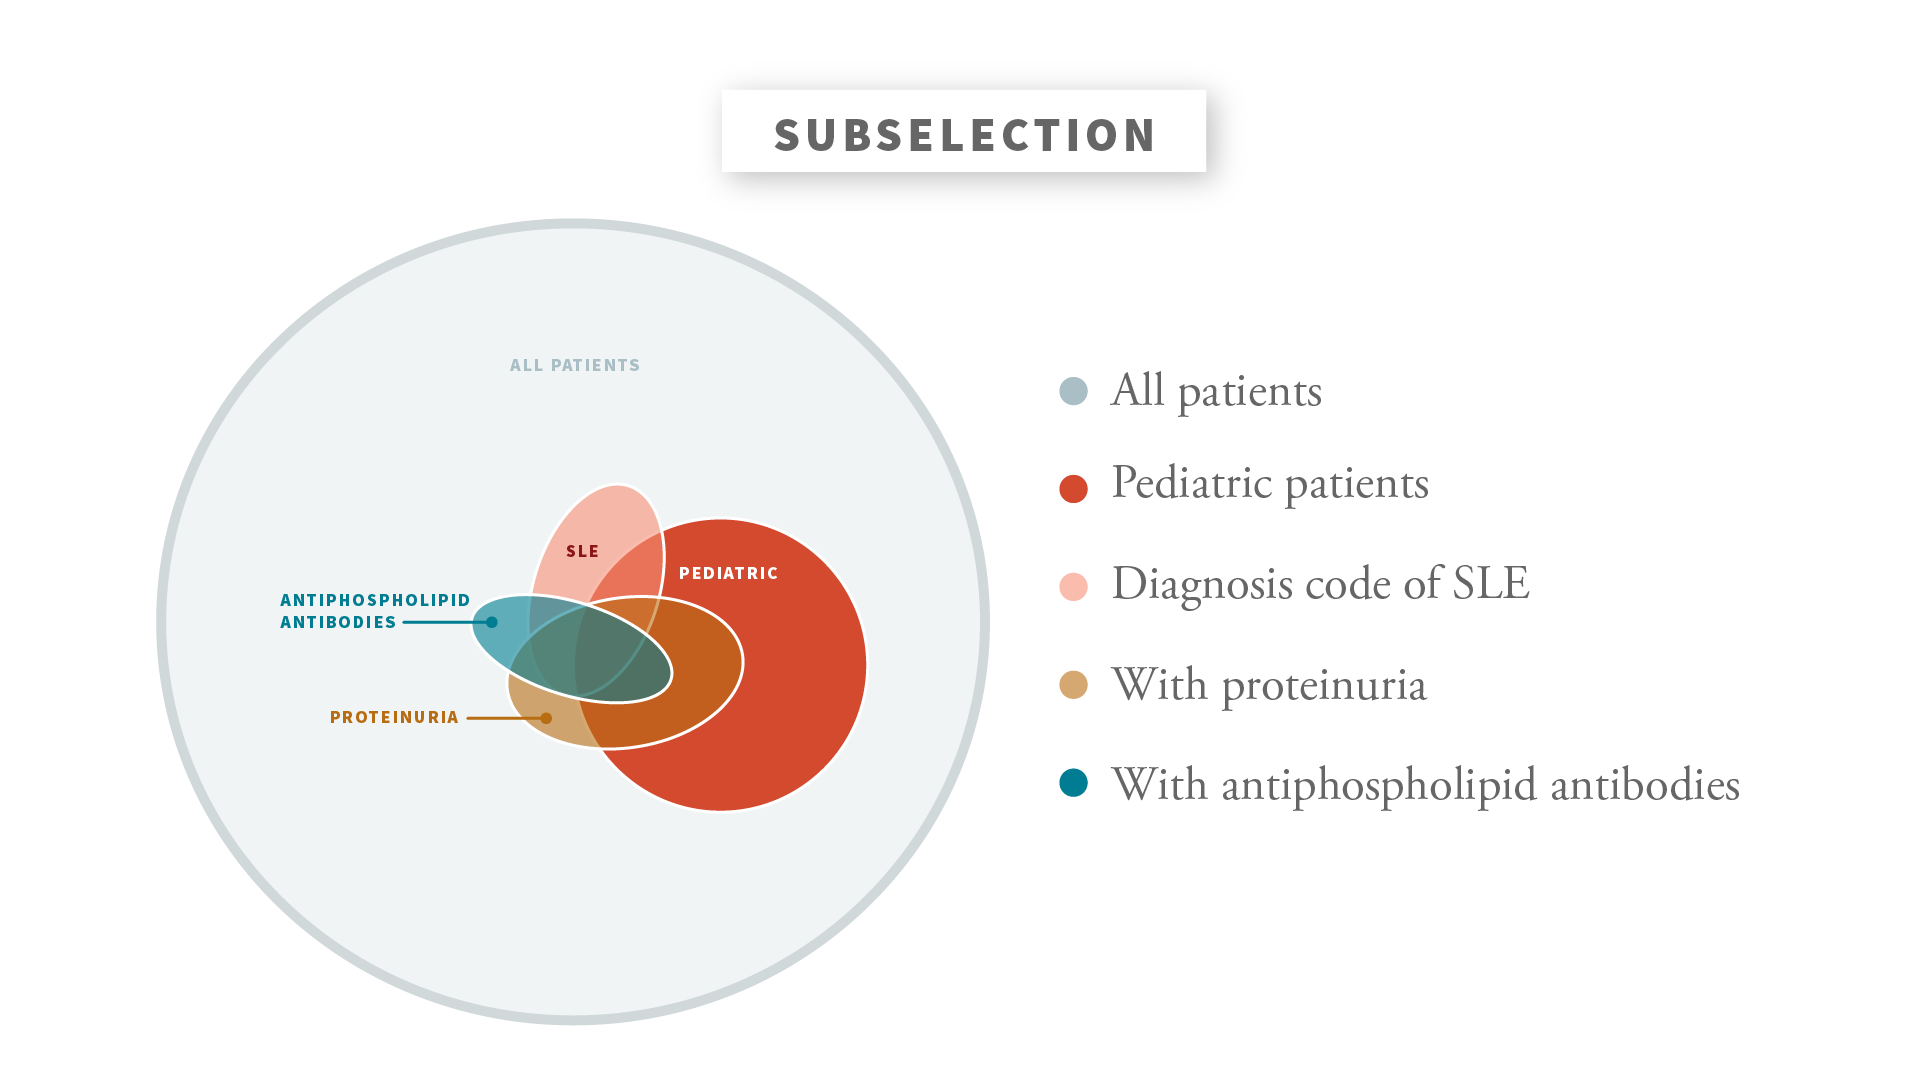 SUBSELECTION
ALL PATIENTS
SLE
PEDIATRIC
ANTIPHOSPHOLIPID
ANTIBODIES
PROTEINURIA
All patients
Pediatric patients
Diagnosis code of SLE
With proteinuria
With antiphospholipid antibodies